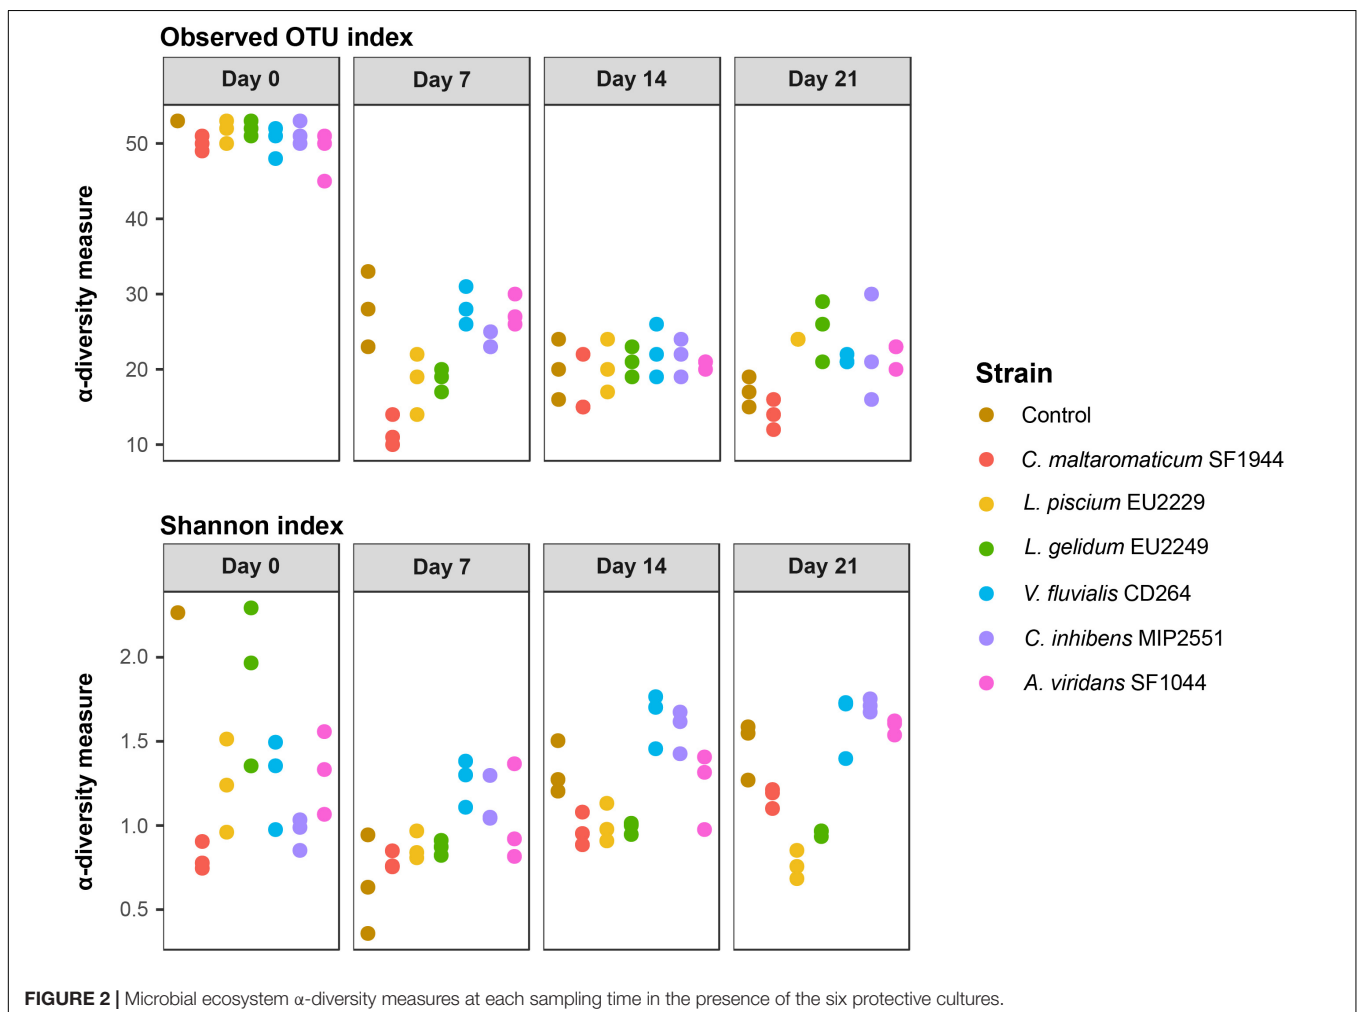 Observed OTU index
Day 0
Day 7
Day 14
Day 21
α-diversity measure
50
40
30
20
10
Shannon index
Day 0
Day 7
Day 14
Day 21
α-diversity measure
2.0
1.5
1.0
0.5
Strain
Control
C. maltaromaticum SF1944
L. piscium EU2229
L. gelidum EU2249
V. fluvialis CD264
C. inhibens MIP2551
A. viridans SF1044
FIGURE 2 | Microbial ecosystem α-diversity measures at each sampling time in the presence of the six protective cultures.